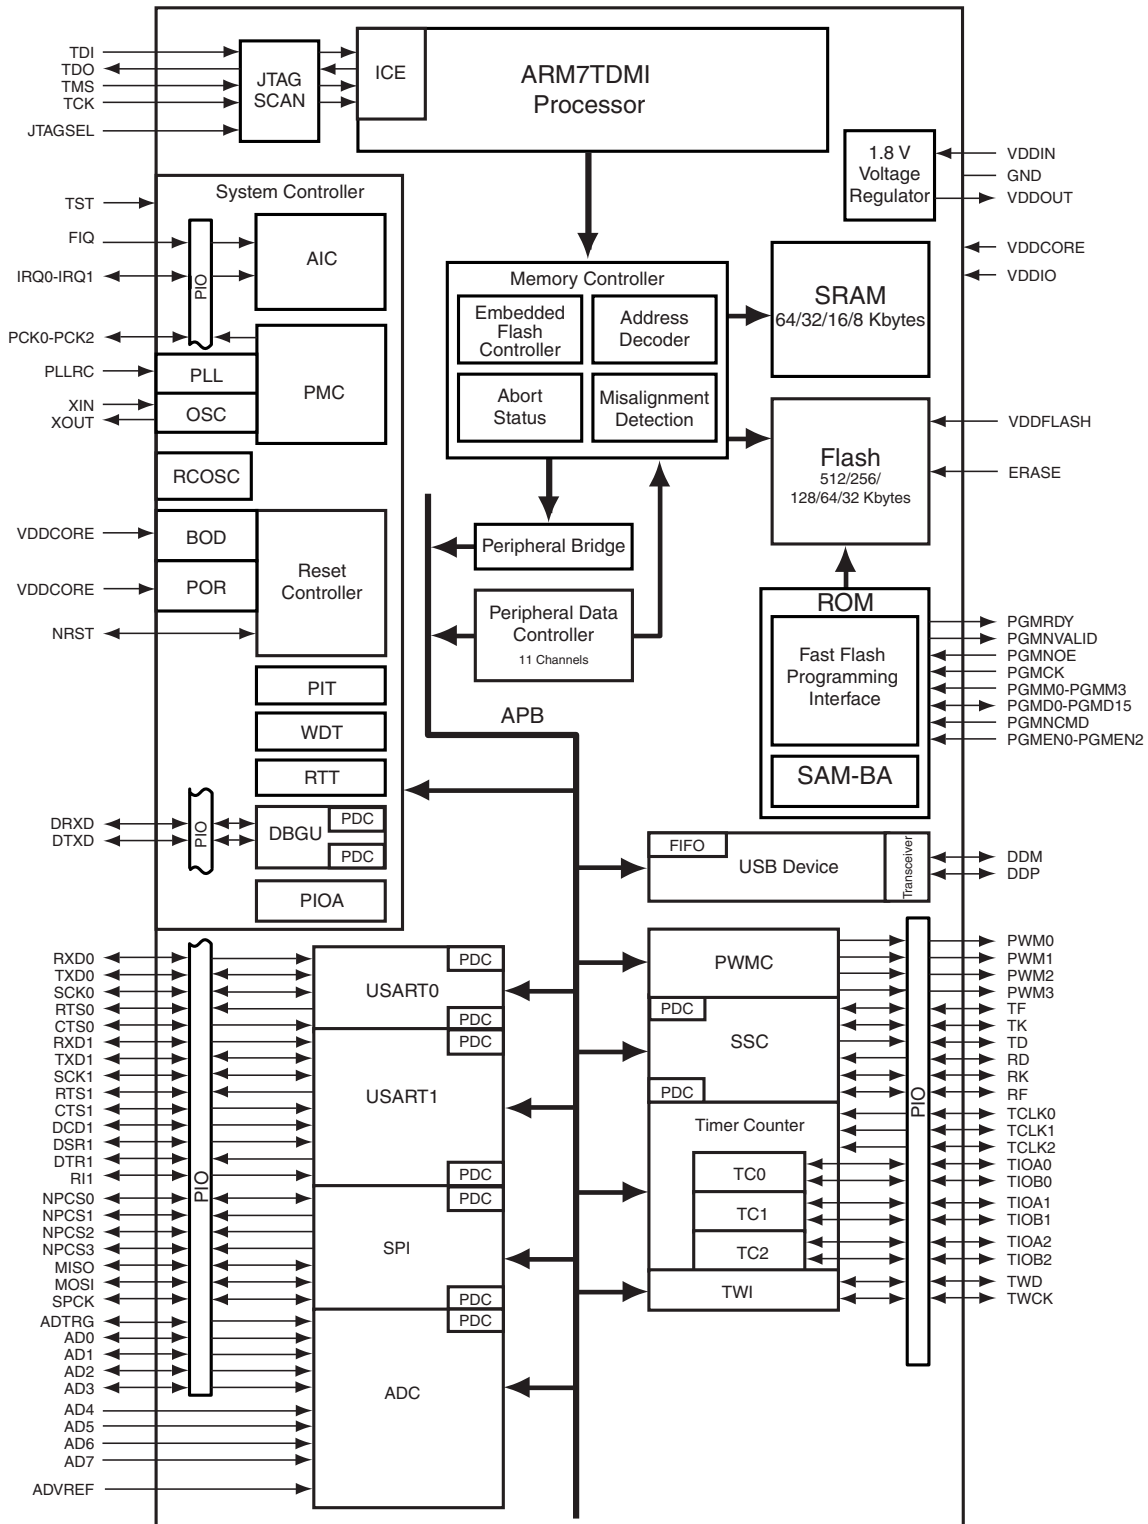 TDI
TDO
TMS
TCK
JTAGSEL
JTAG
SCAN
ICE
ARM7TDMI
Processor
1.8 V
Voltage
Regulator
VDDIN
GND
VDDOUT
VDDCORE
VDDIO
System Controller
TST
FIQ
IRQ0-IRQ1
PCK0-PCK2
PLLRC
XIN
XOUT
PIO
AIC
PLL
OSC
PMC
RCOSC
VDDCORE
VDDCORE
NRST
BOD
POR
Reset
Controller
PIT
WDT
RTT
DRXD
DTXD
PIO
DBGU
PDC
PDC
PIOA
Memory Controller
Embedded
Flash
Controller
Address
Decoder
Abort
Status
Misalignment
Detection
SRAM
64/32/16/8 Kbytes
Flash
512/256/
128/64/32 Kbytes
VDDFLASH
ERASE
Peripheral Bridge
Peripheral Data
Controller
11 Channels
APB
ROM
Fast Flash
Programming
Interface
SAM-BA
PGMRDY
PGMNVALID
PGMNOE
PGMCK
PGMM0-PGMM3
PGMD0-PGMD15
PGMNCMD
PGMEN0-PGMEN2
FIFO
USB Device
Transceiver
DDM
DDP
RXD0
TXD0
SCK0
RTS0
CTS0
RXD1
TXD1
SCK1
RTS1
CTS1
DCD1
DSR1
DTR1
RI1
NPCS0
NPCS1
NPCS2
NPCS3
MISO
MOSI
SPCK
ADTRG
AD0
AD1
AD2
AD3
AD4
AD5
AD6
AD7
ADVREF
PIO
PDC
USART0
PDC
PDC
USART1
PDC
PDC
SPI
PDC
PDC
ADC
PWMC
PDC
SSC
PDC
Timer Counter
TC0
TC1
TC2
TWI
PIO
PWM0
PWM1
PWM2
PWM3
TF
TK
TD
RD
RK
RF
TCLK0
TCLK1
TCLK2
TIOA0
TIOB0
TIOA1
TIOB1
TIOA2
TIOB2
TWD
TWCK